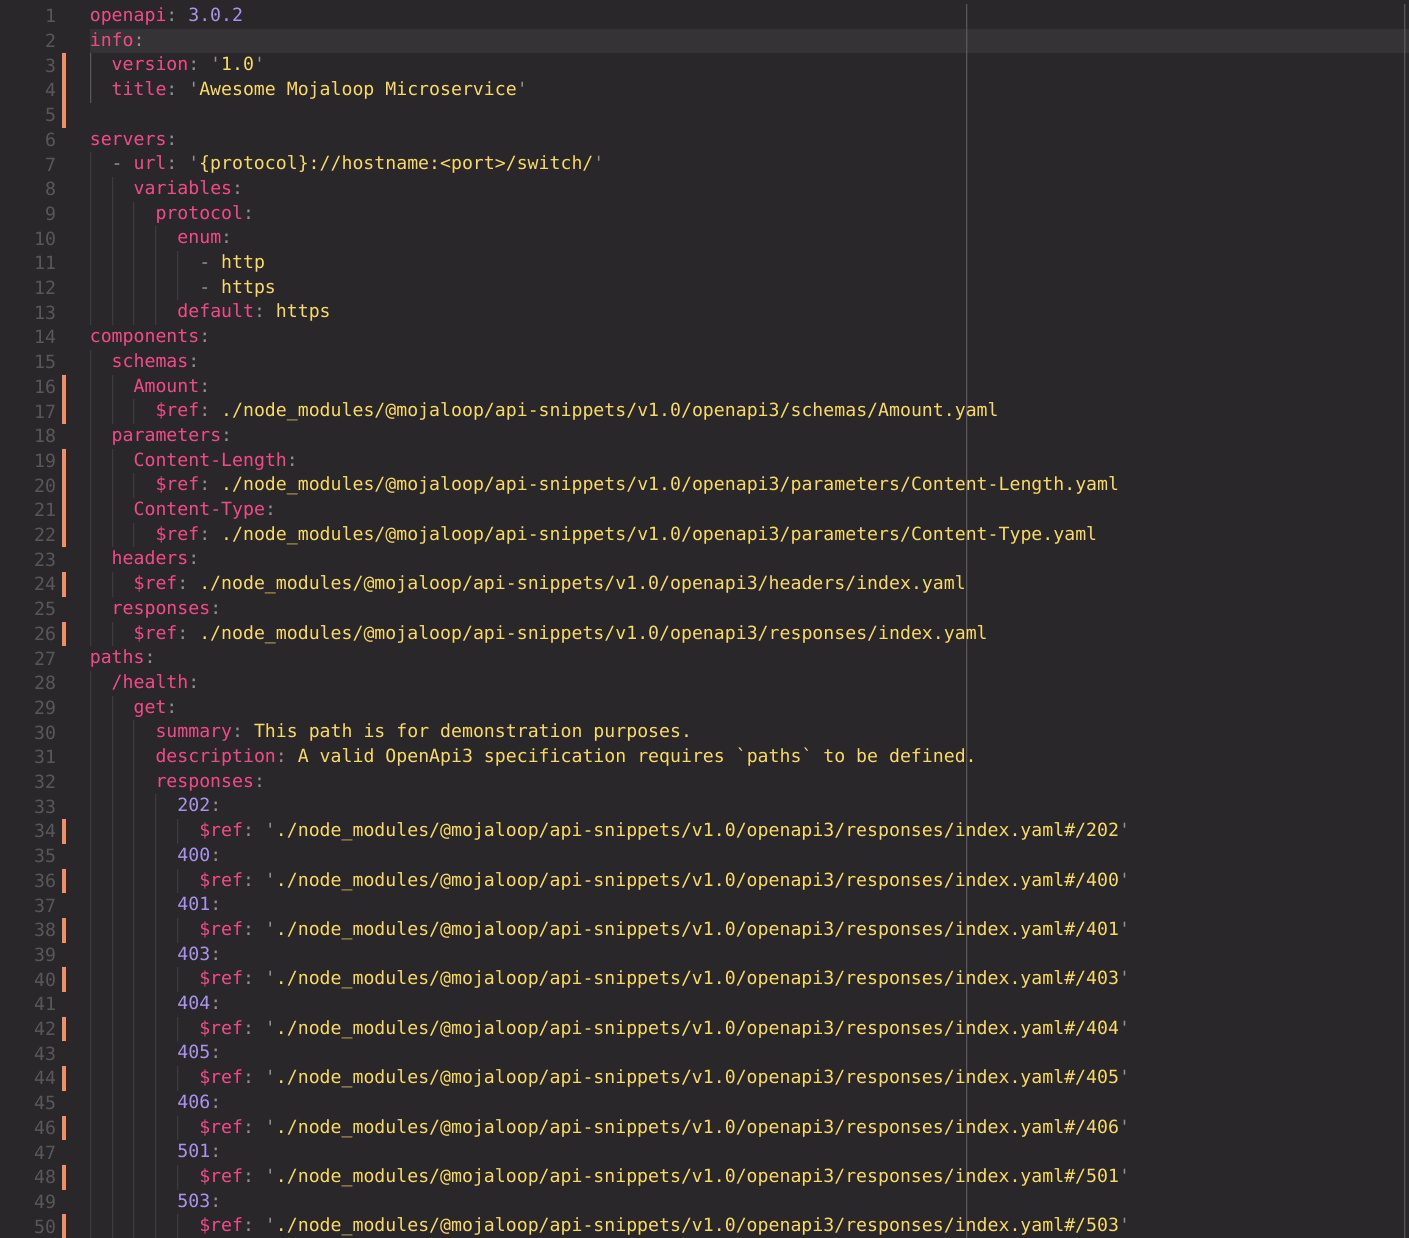 1 openapi: 3.0.2
2 info:
3   version: '1.0'
4   title: 'Awesome Mojaloop Microservice'
5
6 servers:
7   - url: '{protocol}://hostname:<port>/switch/'
8     variables:
9       protocol:
10         enum:
11           - http
12           - https
13         default: https
14 components:
15   schemas:
16     Amount:
17       $ref: ./node_modules/@mojaloop/api-snippets/v1.0/openapi3/schemas/Amount.yaml
18   parameters:
19     Content-Length:
20       $ref: ./node_modules/@mojaloop/api-snippets/v1.0/openapi3/parameters/Content-Length.yaml
21     Content-Type:
22       $ref: ./node_modules/@mojaloop/api-snippets/v1.0/openapi3/parameters/Content-Type.yaml
23   headers:
24     $ref: ./node_modules/@mojaloop/api-snippets/v1.0/openapi3/headers/index.yaml
25   responses:
26     $ref: ./node_modules/@mojaloop/api-snippets/v1.0/openapi3/responses/index.yaml
27 paths:
28   /health:
29     get:
30       summary: This path is for demonstration purposes.
31       description: A valid OpenApi3 specification requires `paths` to be defined.
32       responses:
33         202:
34           $ref: './node_modules/@mojaloop/api-snippets/v1.0/openapi3/responses/index.yaml#/202'
35         400:
36           $ref: './node_modules/@mojaloop/api-snippets/v1.0/openapi3/responses/index.yaml#/400'
37         401:
38           $ref: './node_modules/@mojaloop/api-snippets/v1.0/openapi3/responses/index.yaml#/401'
39         403:
40           $ref: './node_modules/@mojaloop/api-snippets/v1.0/openapi3/responses/index.yaml#/403'
41         404:
42           $ref: './node_modules/@mojaloop/api-snippets/v1.0/openapi3/responses/index.yaml#/404'
43         405:
44           $ref: './node_modules/@mojaloop/api-snippets/v1.0/openapi3/responses/index.yaml#/405'
45         406:
46           $ref: './node_modules/@mojaloop/api-snippets/v1.0/openapi3/responses/index.yaml#/406'
47         501:
48           $ref: './node_modules/@mojaloop/api-snippets/v1.0/openapi3/responses/index.yaml#/501'
49         503:
50           $ref: './node_modules/@mojaloop/api-snippets/v1.0/openapi3/responses/index.yaml#/503'